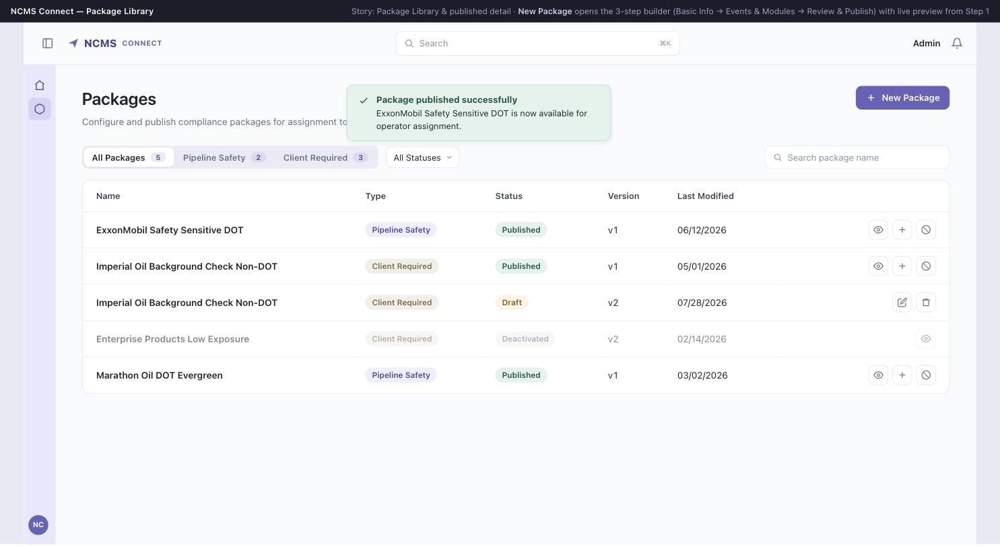 NCMS Connect — Package Library
Story: Package Library & published detail · New Package opens the 3-step builder (Basic Info → Events & Modules → Review & Publish) with live preview from Step 1
NCMS CONNECT
Search
⌘K
Admin
Packages
Configure and publish compliance packages for assignment to
Package published successfully
ExxonMobil Safety Sensitive DOT is now available for
operator assignment.
+ New Package
All Packages 5
Pipeline Safety 2
Client Required 3
All Statuses
Search package name
Name Type Status Version Last Modified
ExxonMobil Safety Sensitive DOT Pipeline Safety Published v1 06/12/2026
Imperial Oil Background Check Non-DOT Client Required Published v1 05/01/2026
Imperial Oil Background Check Non-DOT Client Required Draft v2 07/28/2026
Enterprise Products Low Exposure Client Required Deactivated v2 02/14/2026
Marathon Oil DOT Evergreen Pipeline Safety Published v1 03/02/2026
NC